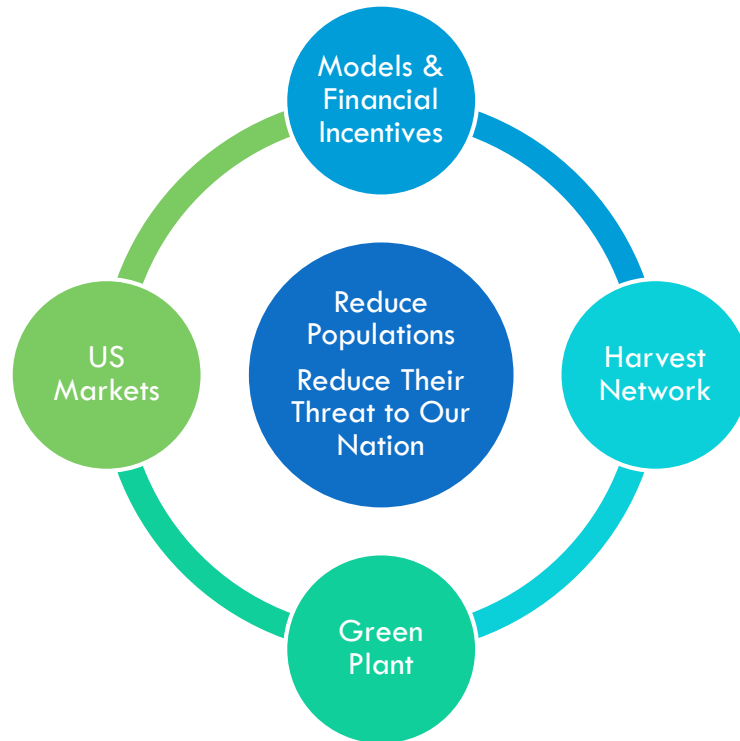 Models &
Financial
Incentives
US
Markets
Reduce
Populations
Reduce Their
Threat to Our
Nation
Harvest
Network
Green
Plant